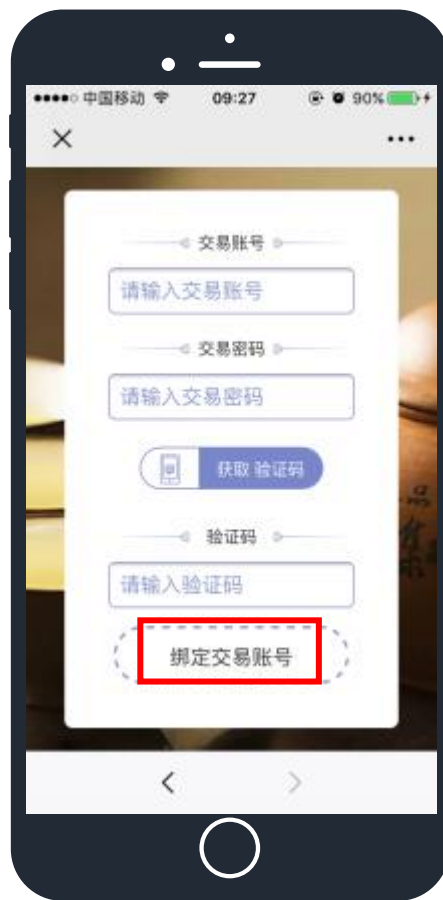 中国移动 09:27 90%
交易账号
请输入交易账号
交易密码
请输入交易密码
获取 验证码
验证码
请输入验证码
绑定交易账号